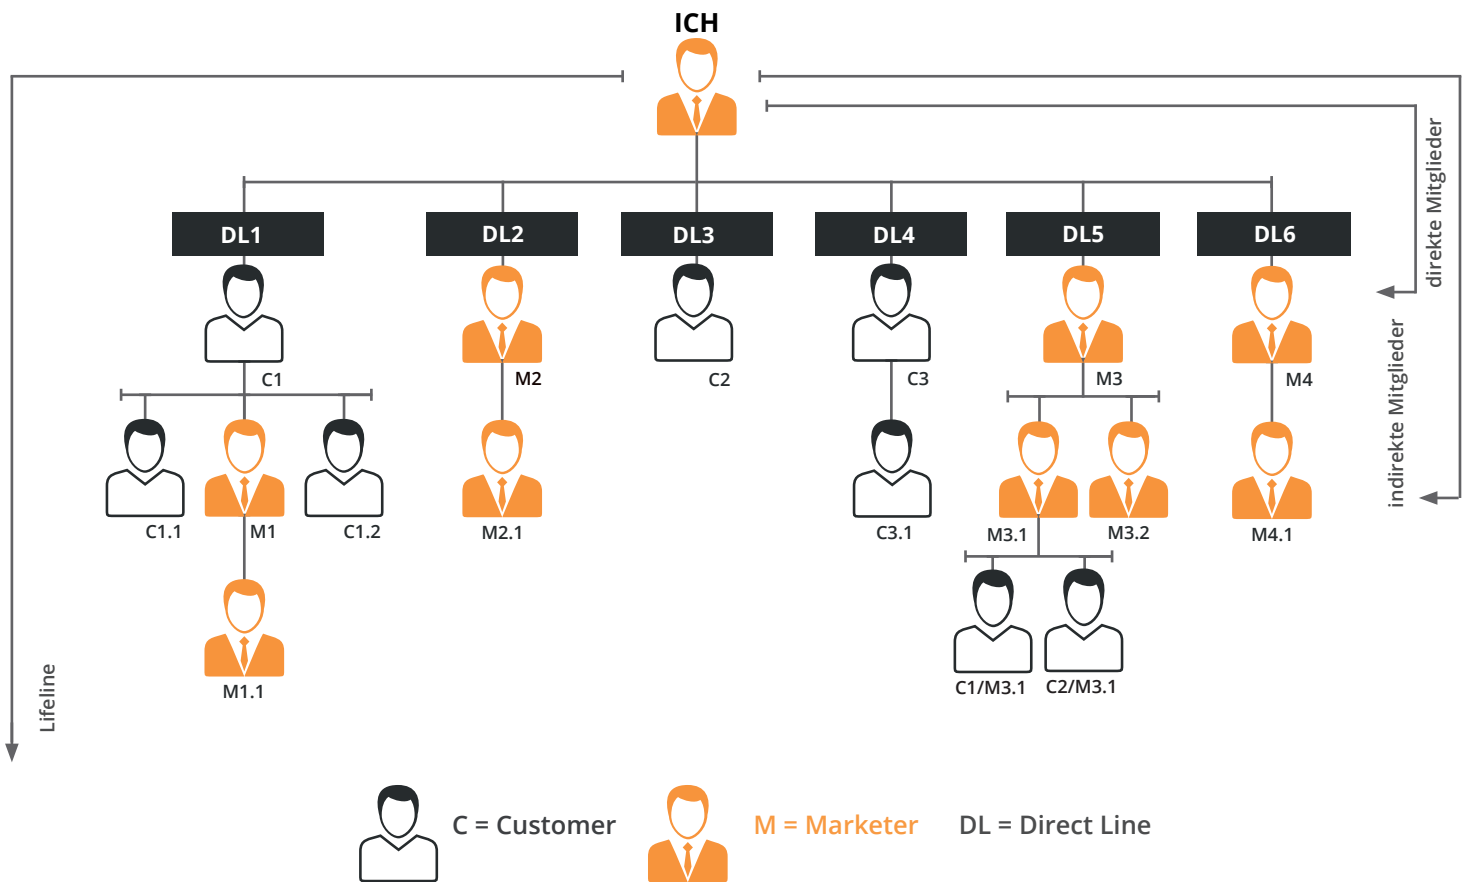 ICH
direkte Mitglieder
DL1
DL2
DL3
DL4
DL5
DL6
indirekte Mitglieder
C1
M2
C2
C3
M3
M4
C1.1
M1
C1.2
M2.1
C3.1
M3.1
M3.2
M4.1
Lifeline
M1.1
C1/M3.1
C2/M3.1
C = Customer
M = Marketer
DL = Direct Line